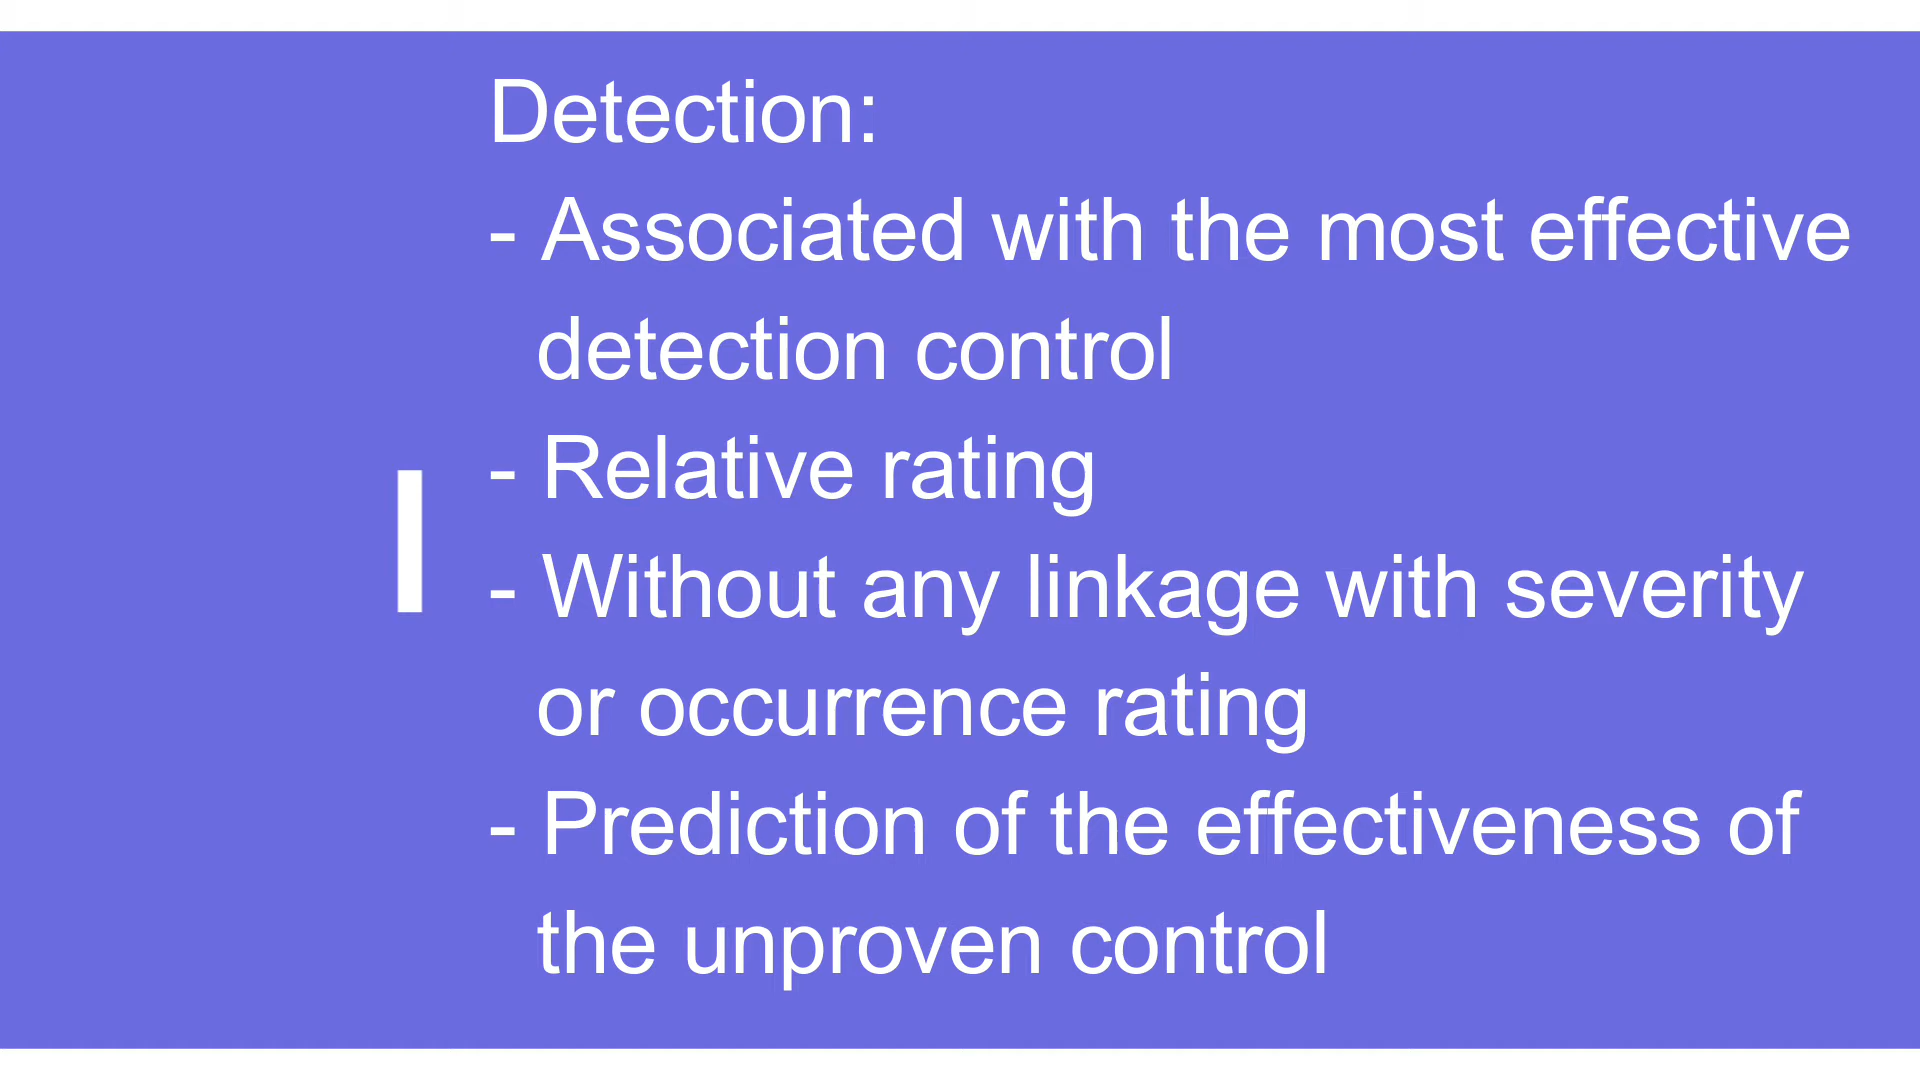 Detection:
- Associated with the most effective
detection control
- Relative rating
- Without any linkage with severity
or occurrence rating
- Prediction of the effectiveness of
the unproven control